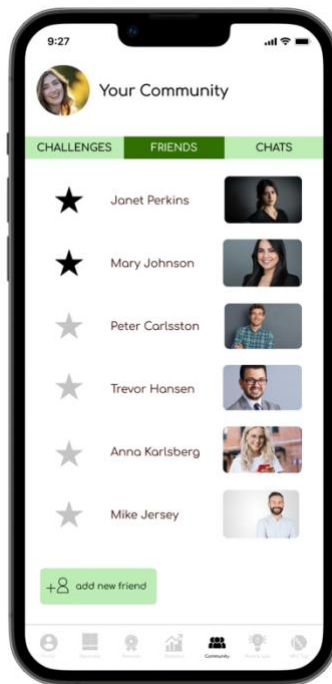 9:27
Your Community
CHALLENGES FRIENDS CHATS
Janet Perkins
Mary Johnson
Peter Carlsston
Trevor Hansen
Anna Karlsberg
Mike Jersey
add new friend
Community